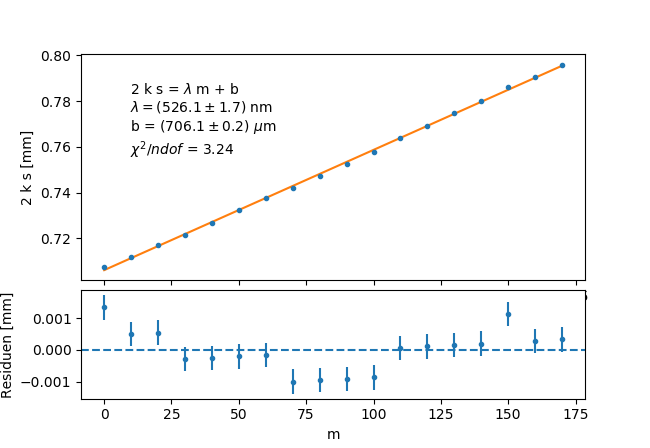 0.80
0.78
0.76
0.74
0.72
2 k s [mm]
2 k s = λ m + b
λ = (526.1 ± 1.7) nm
b = (706.1 ± 0.2) μm
χ²/ndof = 3.24
0.001
0.000
−0.001
Residuen [mm]
0 25 50 75 100 125 150 175
m